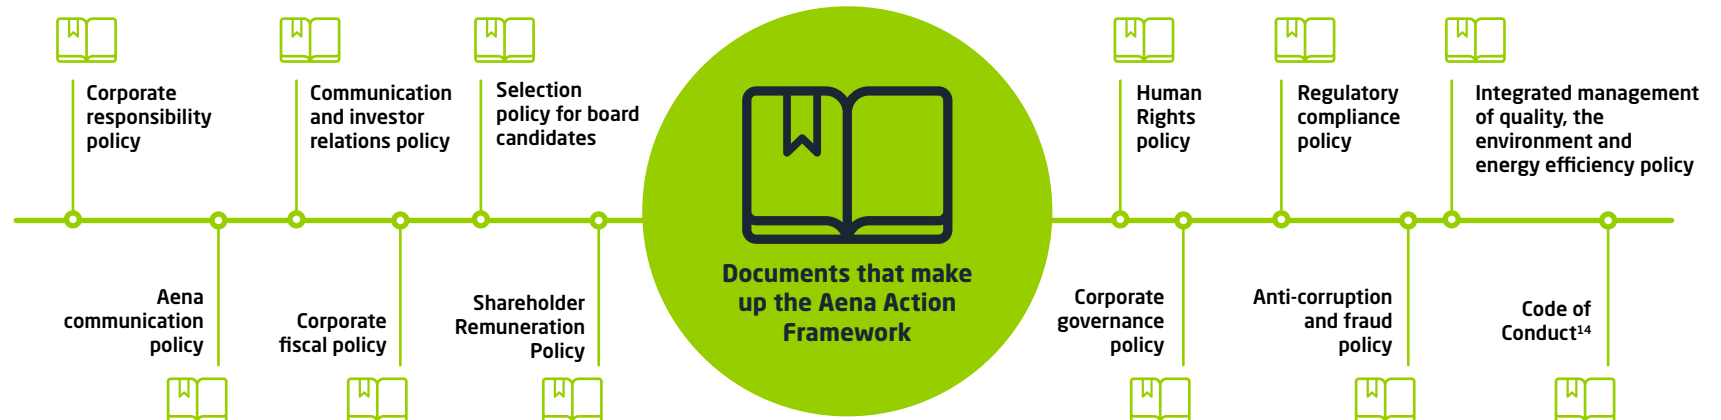 Corporate
responsibility
policy
Communication
and investor
relations policy
Selection
policy for board
candidates
Human
Rights
policy
Regulatory
compliance
policy
Integrated management
of quality, the
environment and
energy efficiency policy
Documents that make
up the Aena Action
Framework
Aena
communication
policy
Corporate
fiscal policy
Shareholder
Remuneration
Policy
Corporate
governance
policy
Anti-corruption
and fraud
policy
Code of
Conduct¹⁴